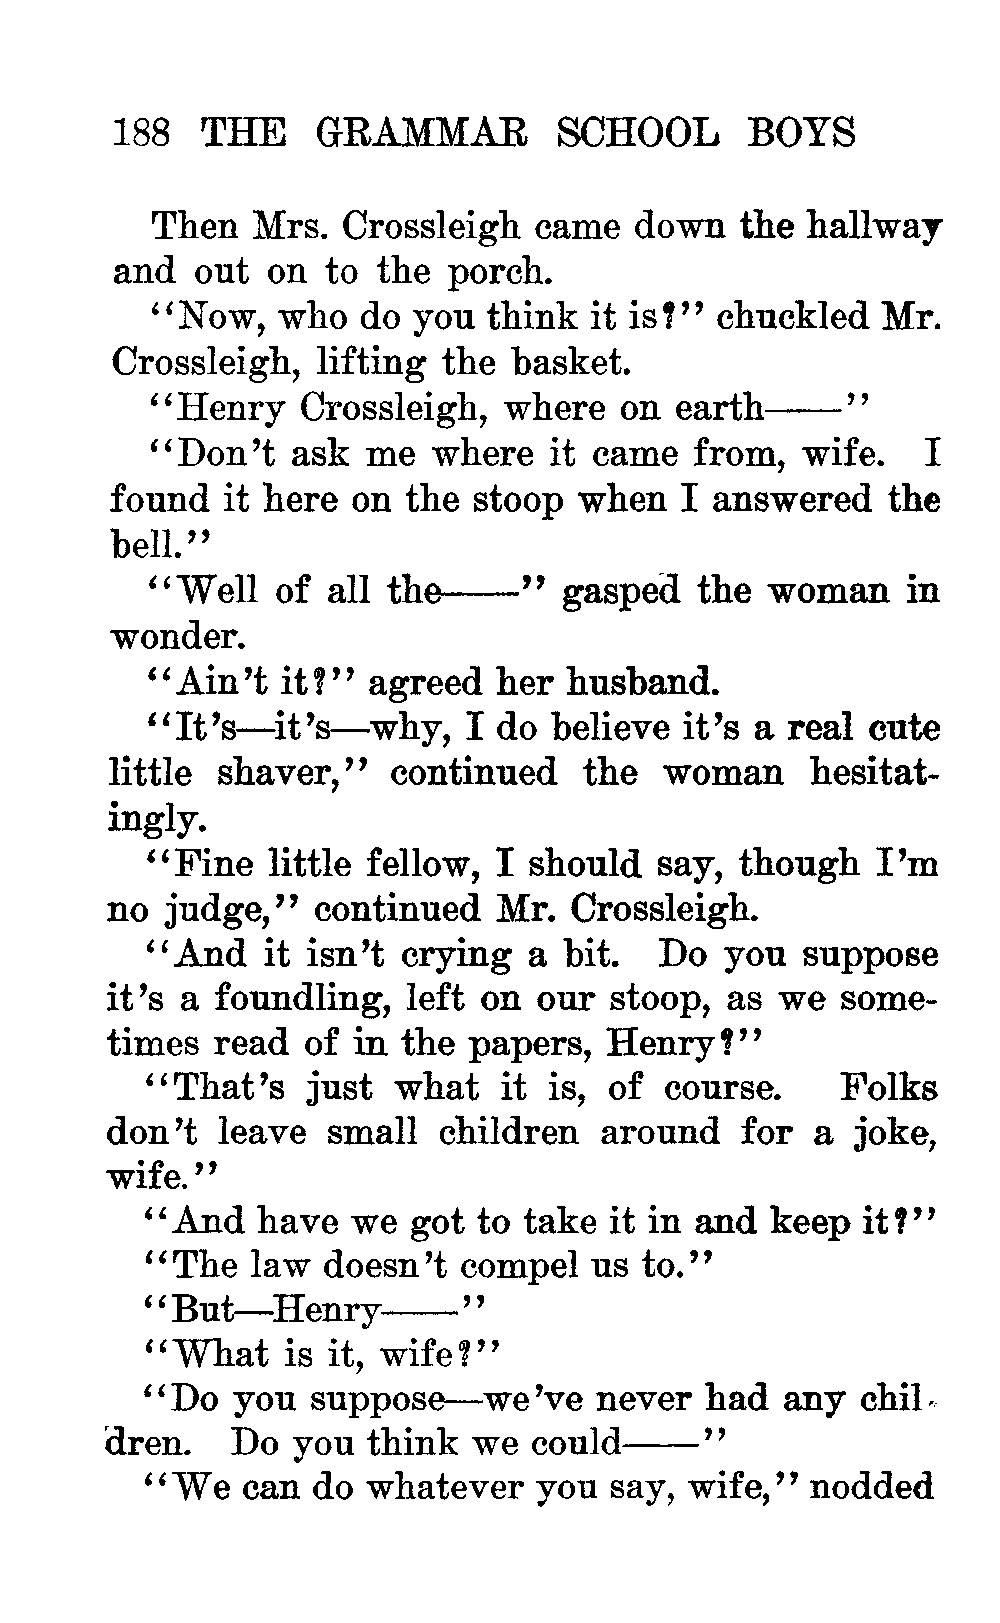 188 THE GRAMMAR SCHOOL BOYS
Then Mrs. Crossleigh came down the hallway
and out on to the porch.
“Now, who do you think it is?” chuckled Mr.
Crossleigh, lifting the basket.
“Henry Crossleigh, where on earth——”
“Don’t ask me where it came from, wife. I
found it here on the stoop when I answered the
bell.”
“Well of all the——” gasped the woman in
wonder.
“Ain’t it?” agreed her husband.
“It’s—it’s—why, I do believe it’s a real cute
little shaver,” continued the woman hesitat-
ingly.
“Fine little fellow, I should say, though I’m
no judge,” continued Mr. Crossleigh.
“And it isn’t crying a bit. Do you suppose
it’s a foundling, left on our stoop, as we some-
times read of in the papers, Henry?”
“That’s just what it is, of course. Folks
don’t leave small children around for a joke,
wife.”
“And have we got to take it in and keep it?”
“The law doesn’t compel us to.”
“But—Henry——”
“What is it, wife?”
“Do you suppose—we’ve never had any chil-
dren. Do you think we could——”
“We can do whatever you say, wife,” nodded